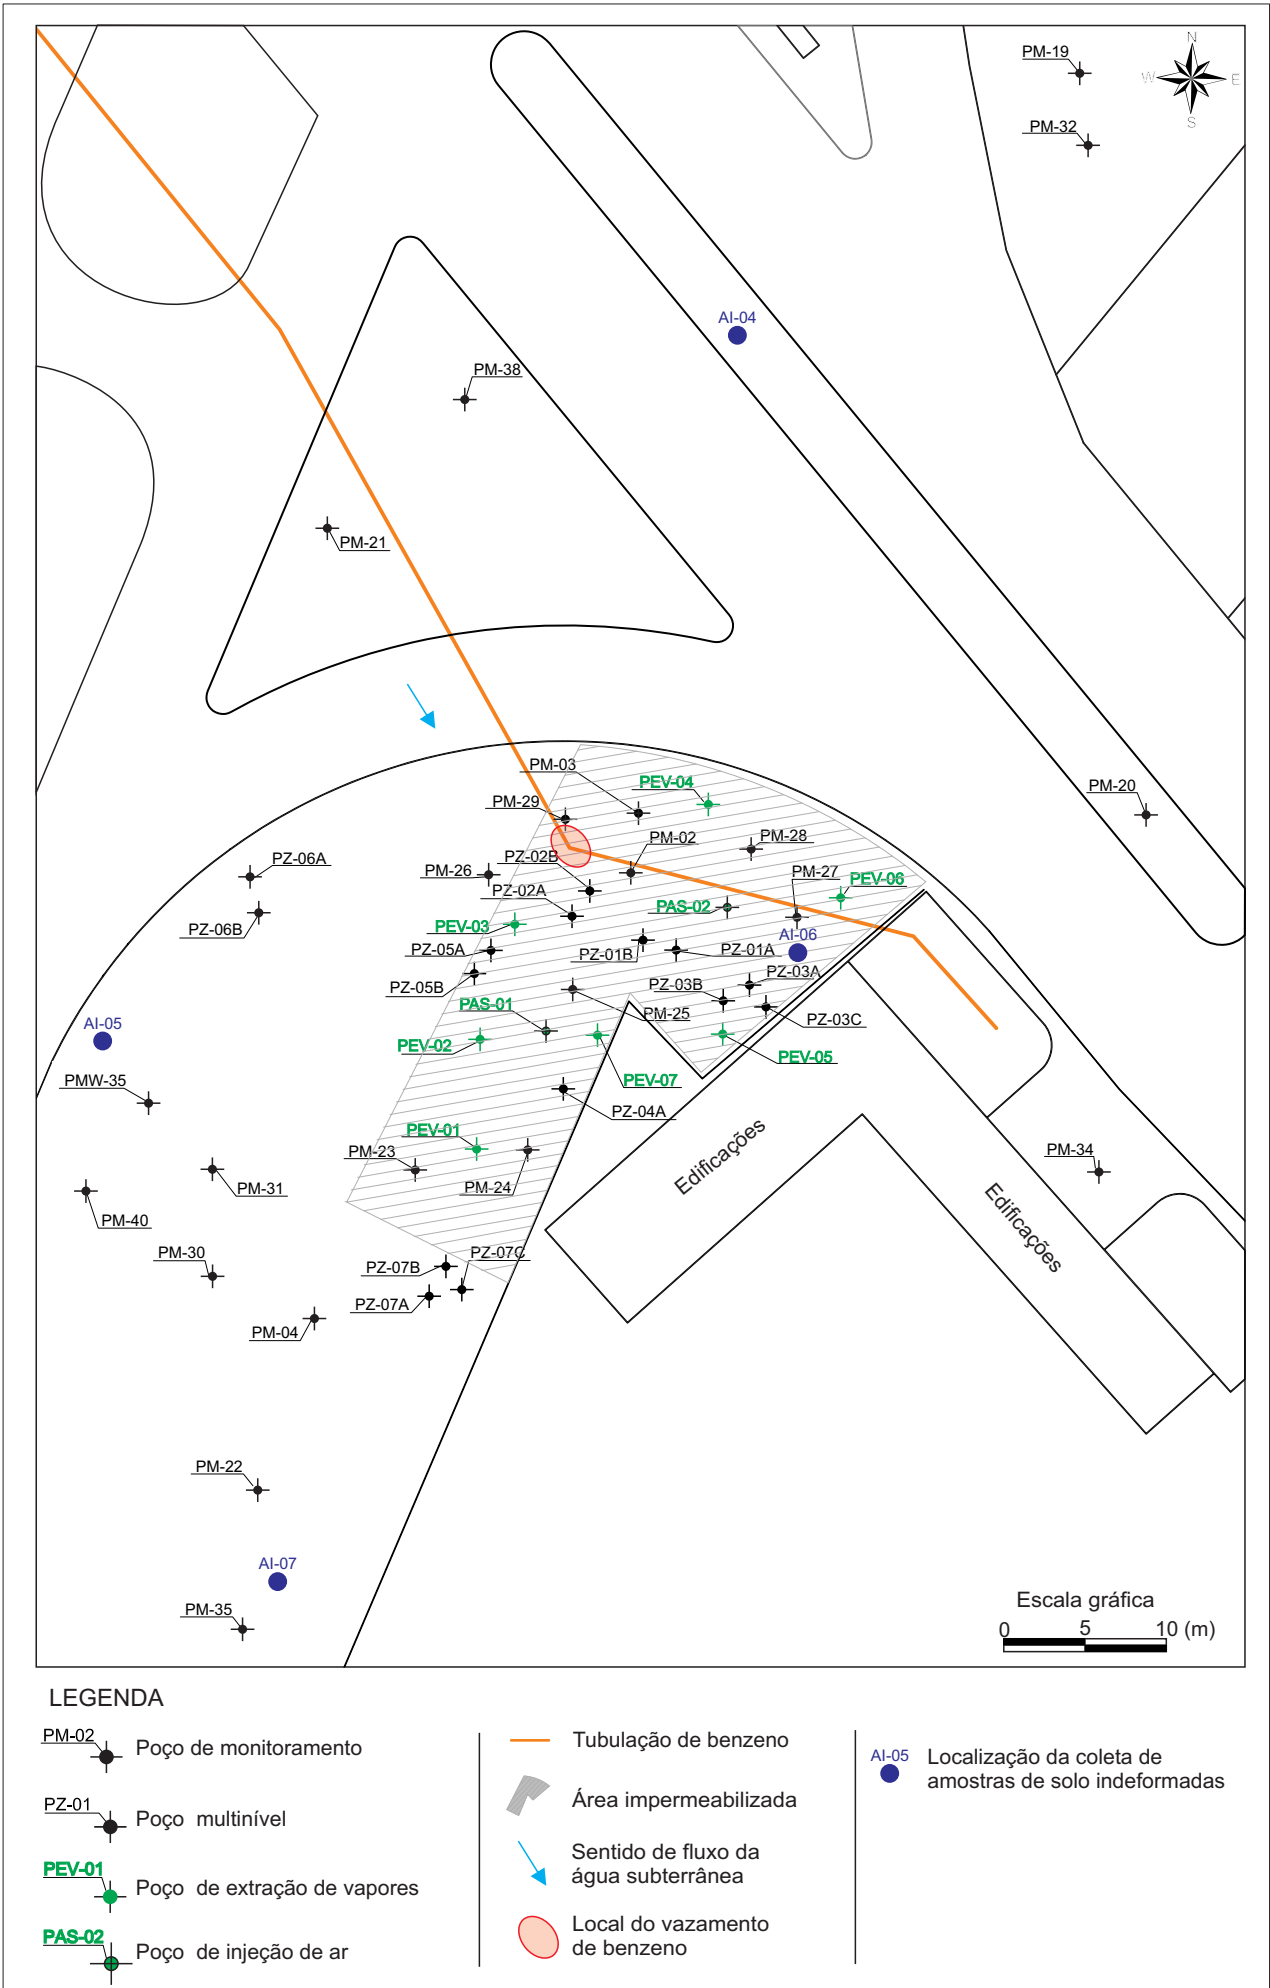 PM-19
N
W
E
PM-32
S
AI-04
PM-38
PM-21
PM-03
PEV-04
PM-20
PM-29
PM-02
PM-28
PZ-02B
PZ-06A
PM-26
PM-27
PEV-06
PZ-02A
PAS-02
PZ-06B
PEV-03
AI-06
PZ-05A
PZ-01B
PZ-01A
PZ-05B
PZ-03B
PZ-03A
PAS-01
PM-25
PZ-03C
AI-05
PEV-02
PEV-05
PMW-35
PEV-07
PZ-04A
PEV-01
Edificações
PM-23
PM-34
PM-31
PM-24
PM-40
Edificações
PM-30
PZ-07B
PZ-07C
PZ-07A
PM-04
PM-22
AI-07
PM-35
Escala gráfica
0 5 10 (m)
LEGENDA
PM-02
Poço de monitoramento
PZ-01
Poço multinível
PEV-01
Poço de extração de vapores
PAS-02
Poço de injeção de ar
Tubulação de benzeno
Área impermeabilizada
Sentido de fluxo da
água subterrânea
Local do vazamento
de benzeno
AI-05
Localização da coleta de
amostras de solo indeformadas